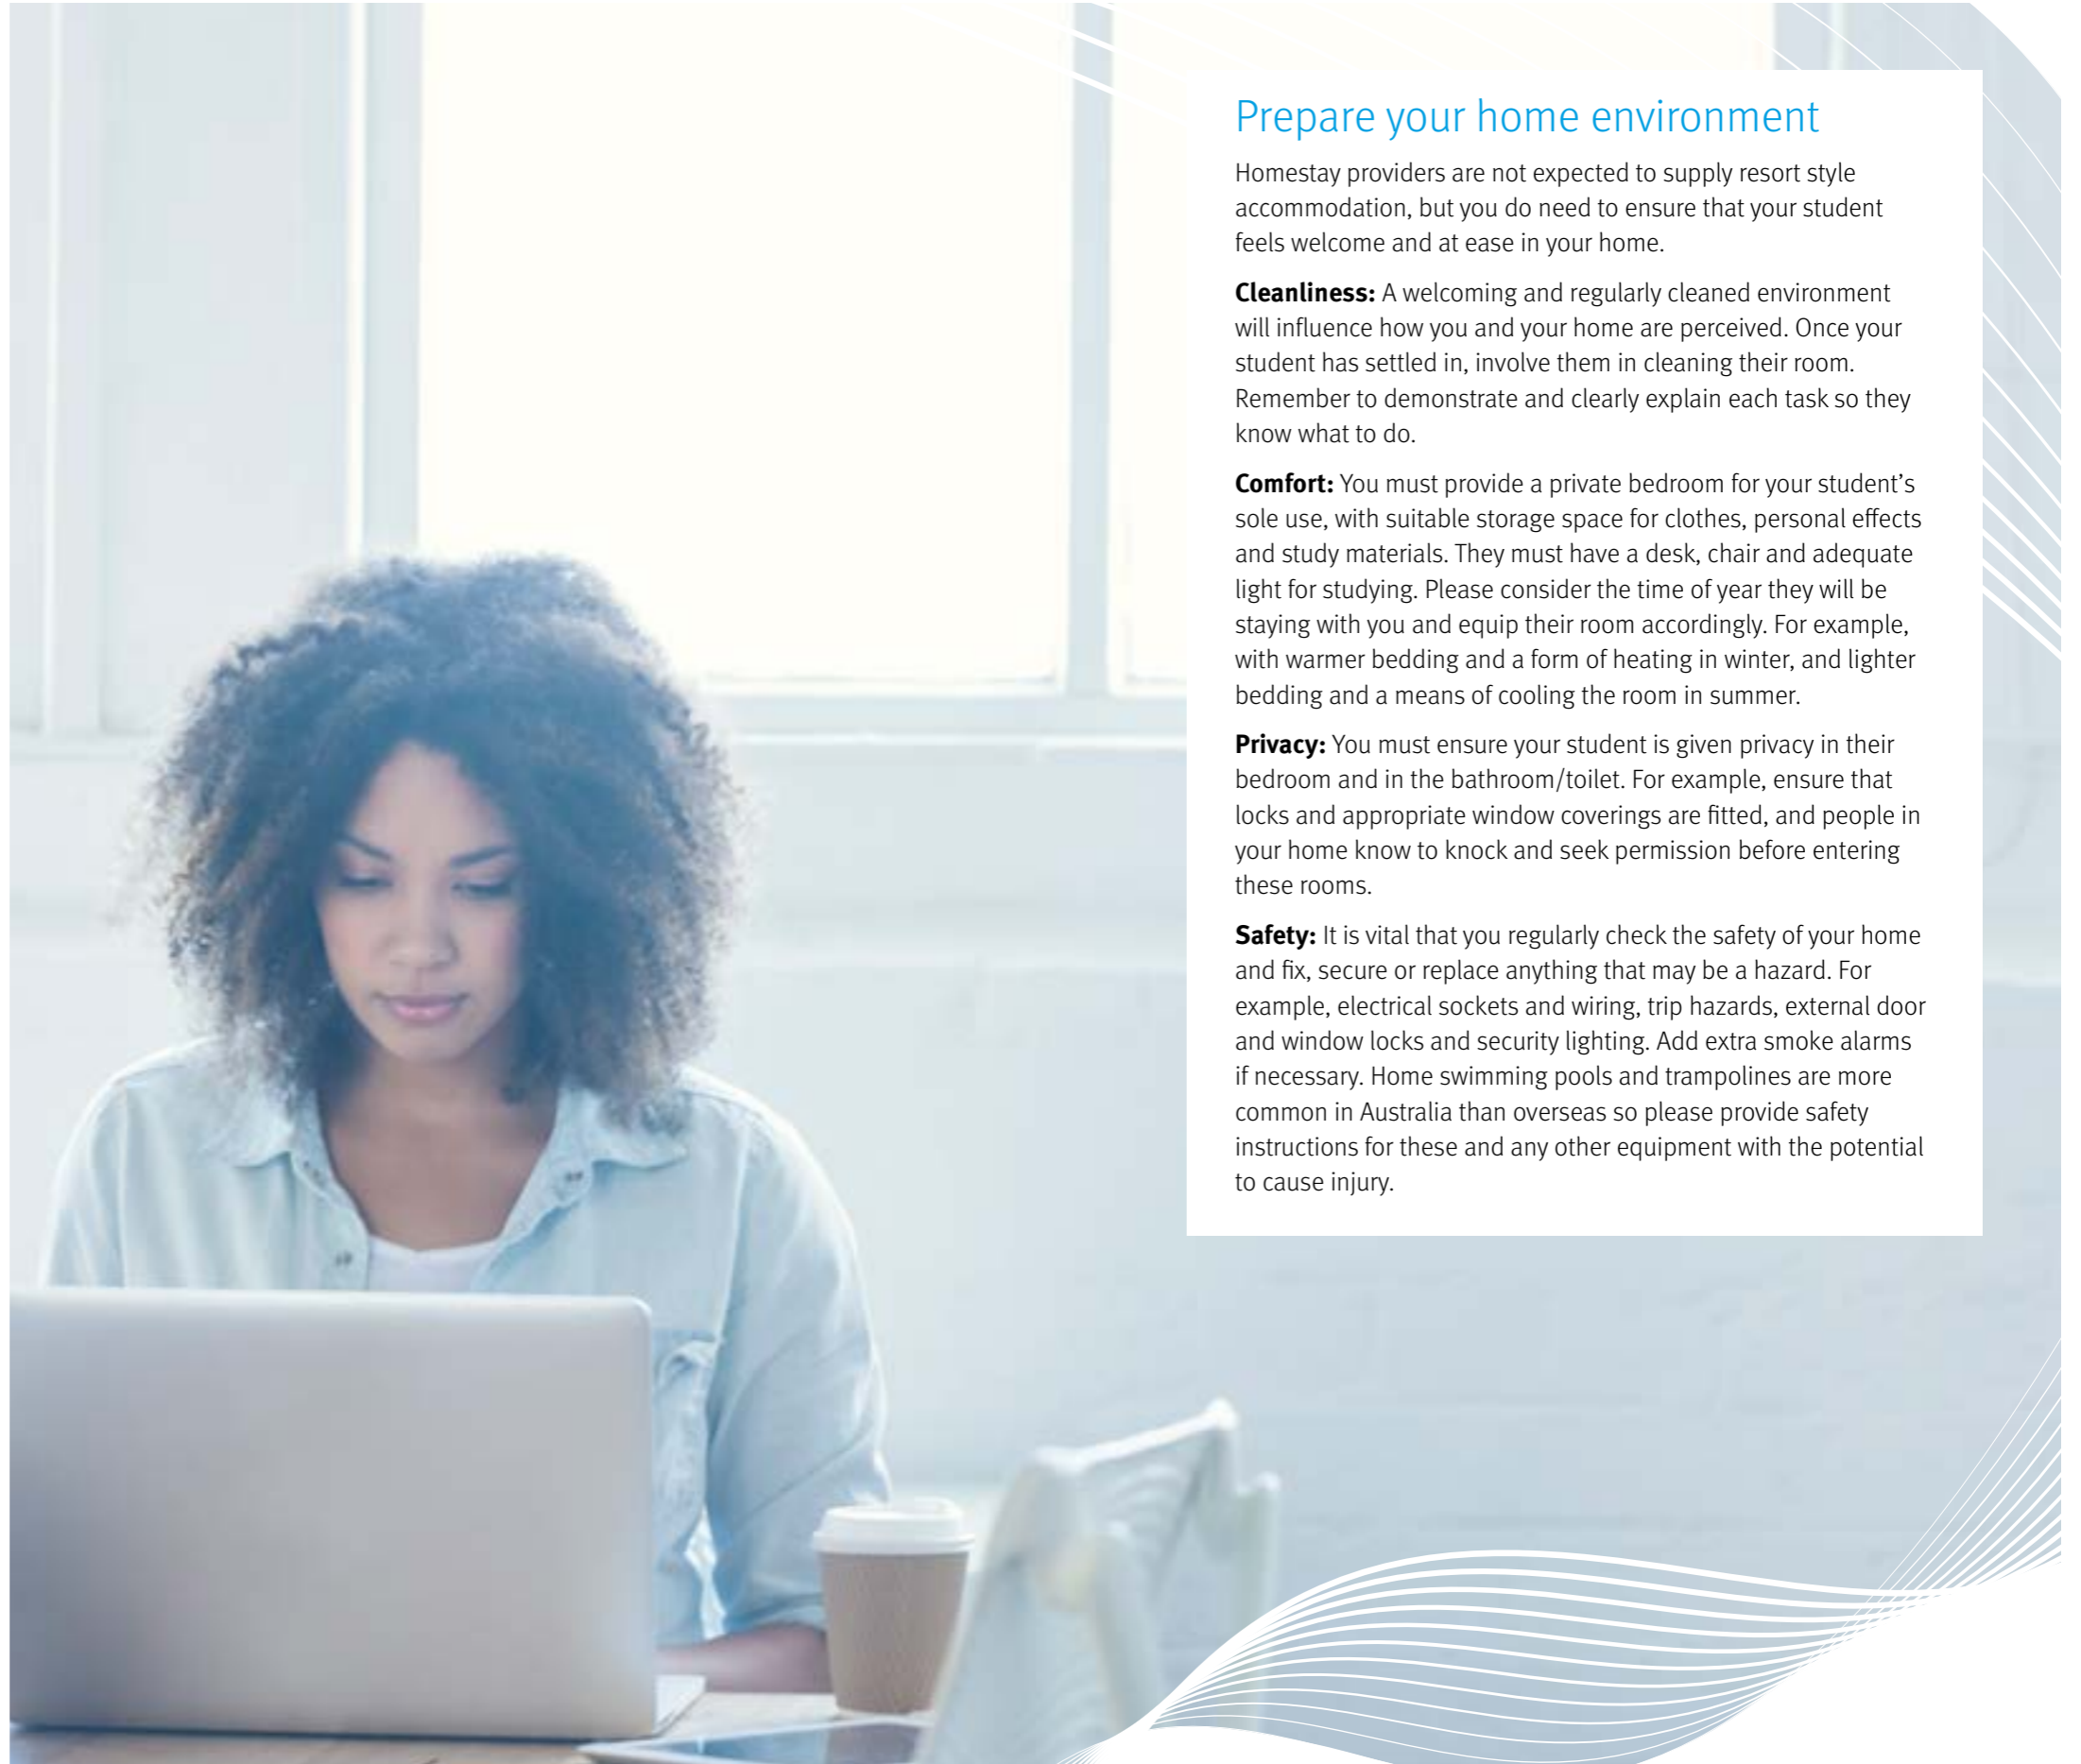 Prepare your home environment
Homestay providers are not expected to supply resort style
accommodation, but you do need to ensure that your student
feels welcome and at ease in your home.
Cleanliness: A welcoming and regularly cleaned environment
will influence how you and your home are perceived. Once your
student has settled in, involve them in cleaning their room.
Remember to demonstrate and clearly explain each task so they
know what to do.
Comfort: You must provide a private bedroom for your student’s
sole use, with suitable storage space for clothes, personal effects
and study materials. They must have a desk, chair and adequate
light for studying. Please consider the time of year they will be
staying with you and equip their room accordingly. For example,
with warmer bedding and a form of heating in winter, and lighter
bedding and a means of cooling the room in summer.
Privacy: You must ensure your student is given privacy in their
bedroom and in the bathroom/toilet. For example, ensure that
locks and appropriate window coverings are fitted, and people in
your home know to knock and seek permission before entering
these rooms.
Safety: It is vital that you regularly check the safety of your home
and fix, secure or replace anything that may be a hazard. For
example, electrical sockets and wiring, trip hazards, external door
and window locks and security lighting. Add extra smoke alarms
if necessary. Home swimming pools and trampolines are more
common in Australia than overseas so please provide safety
instructions for these and any other equipment with the potential
to cause injury.